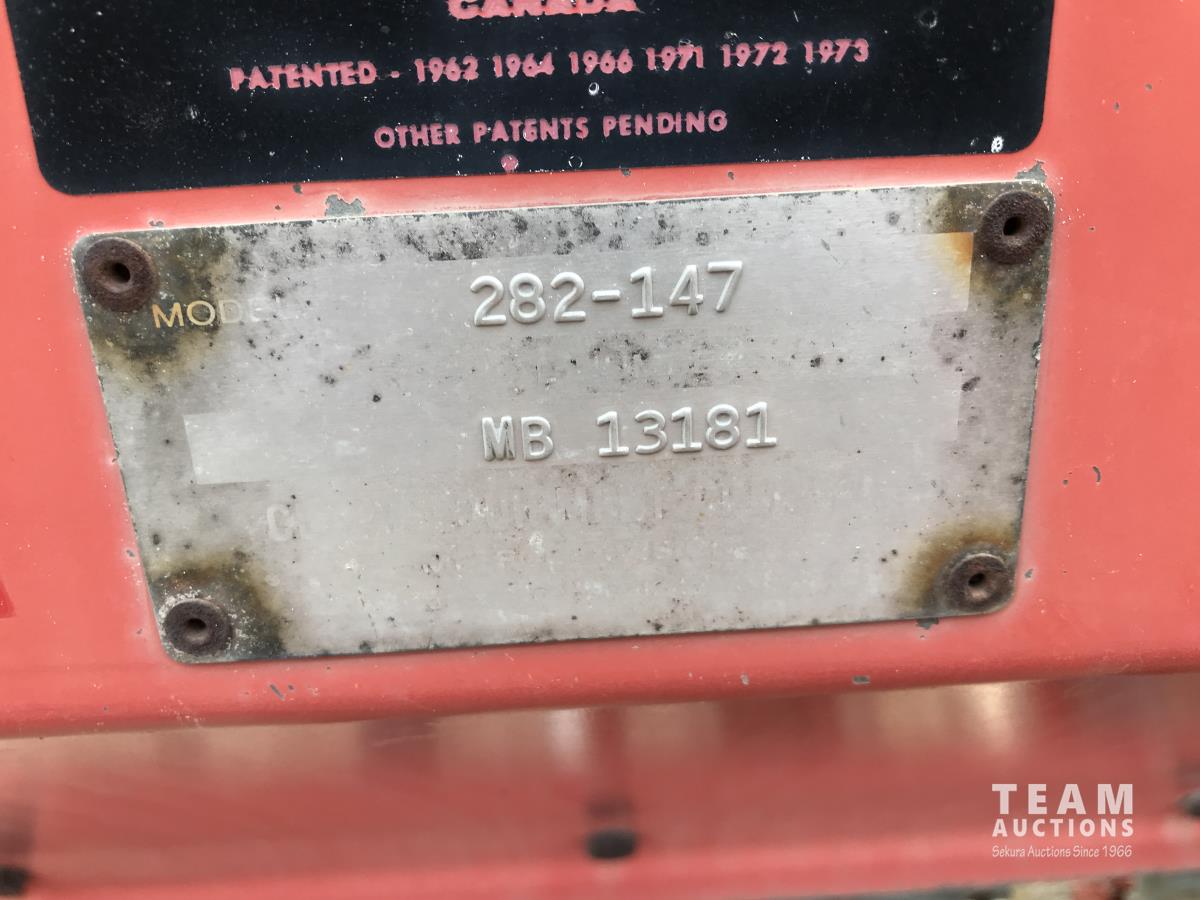 CANADA
PATENTED - 1962 1964 1966 1971 1972 1973
OTHER PATENTS PENDING
MODEL 282-147
MB 13181
TEAM
AUCTIONS
Sekura Auctions Since 1966